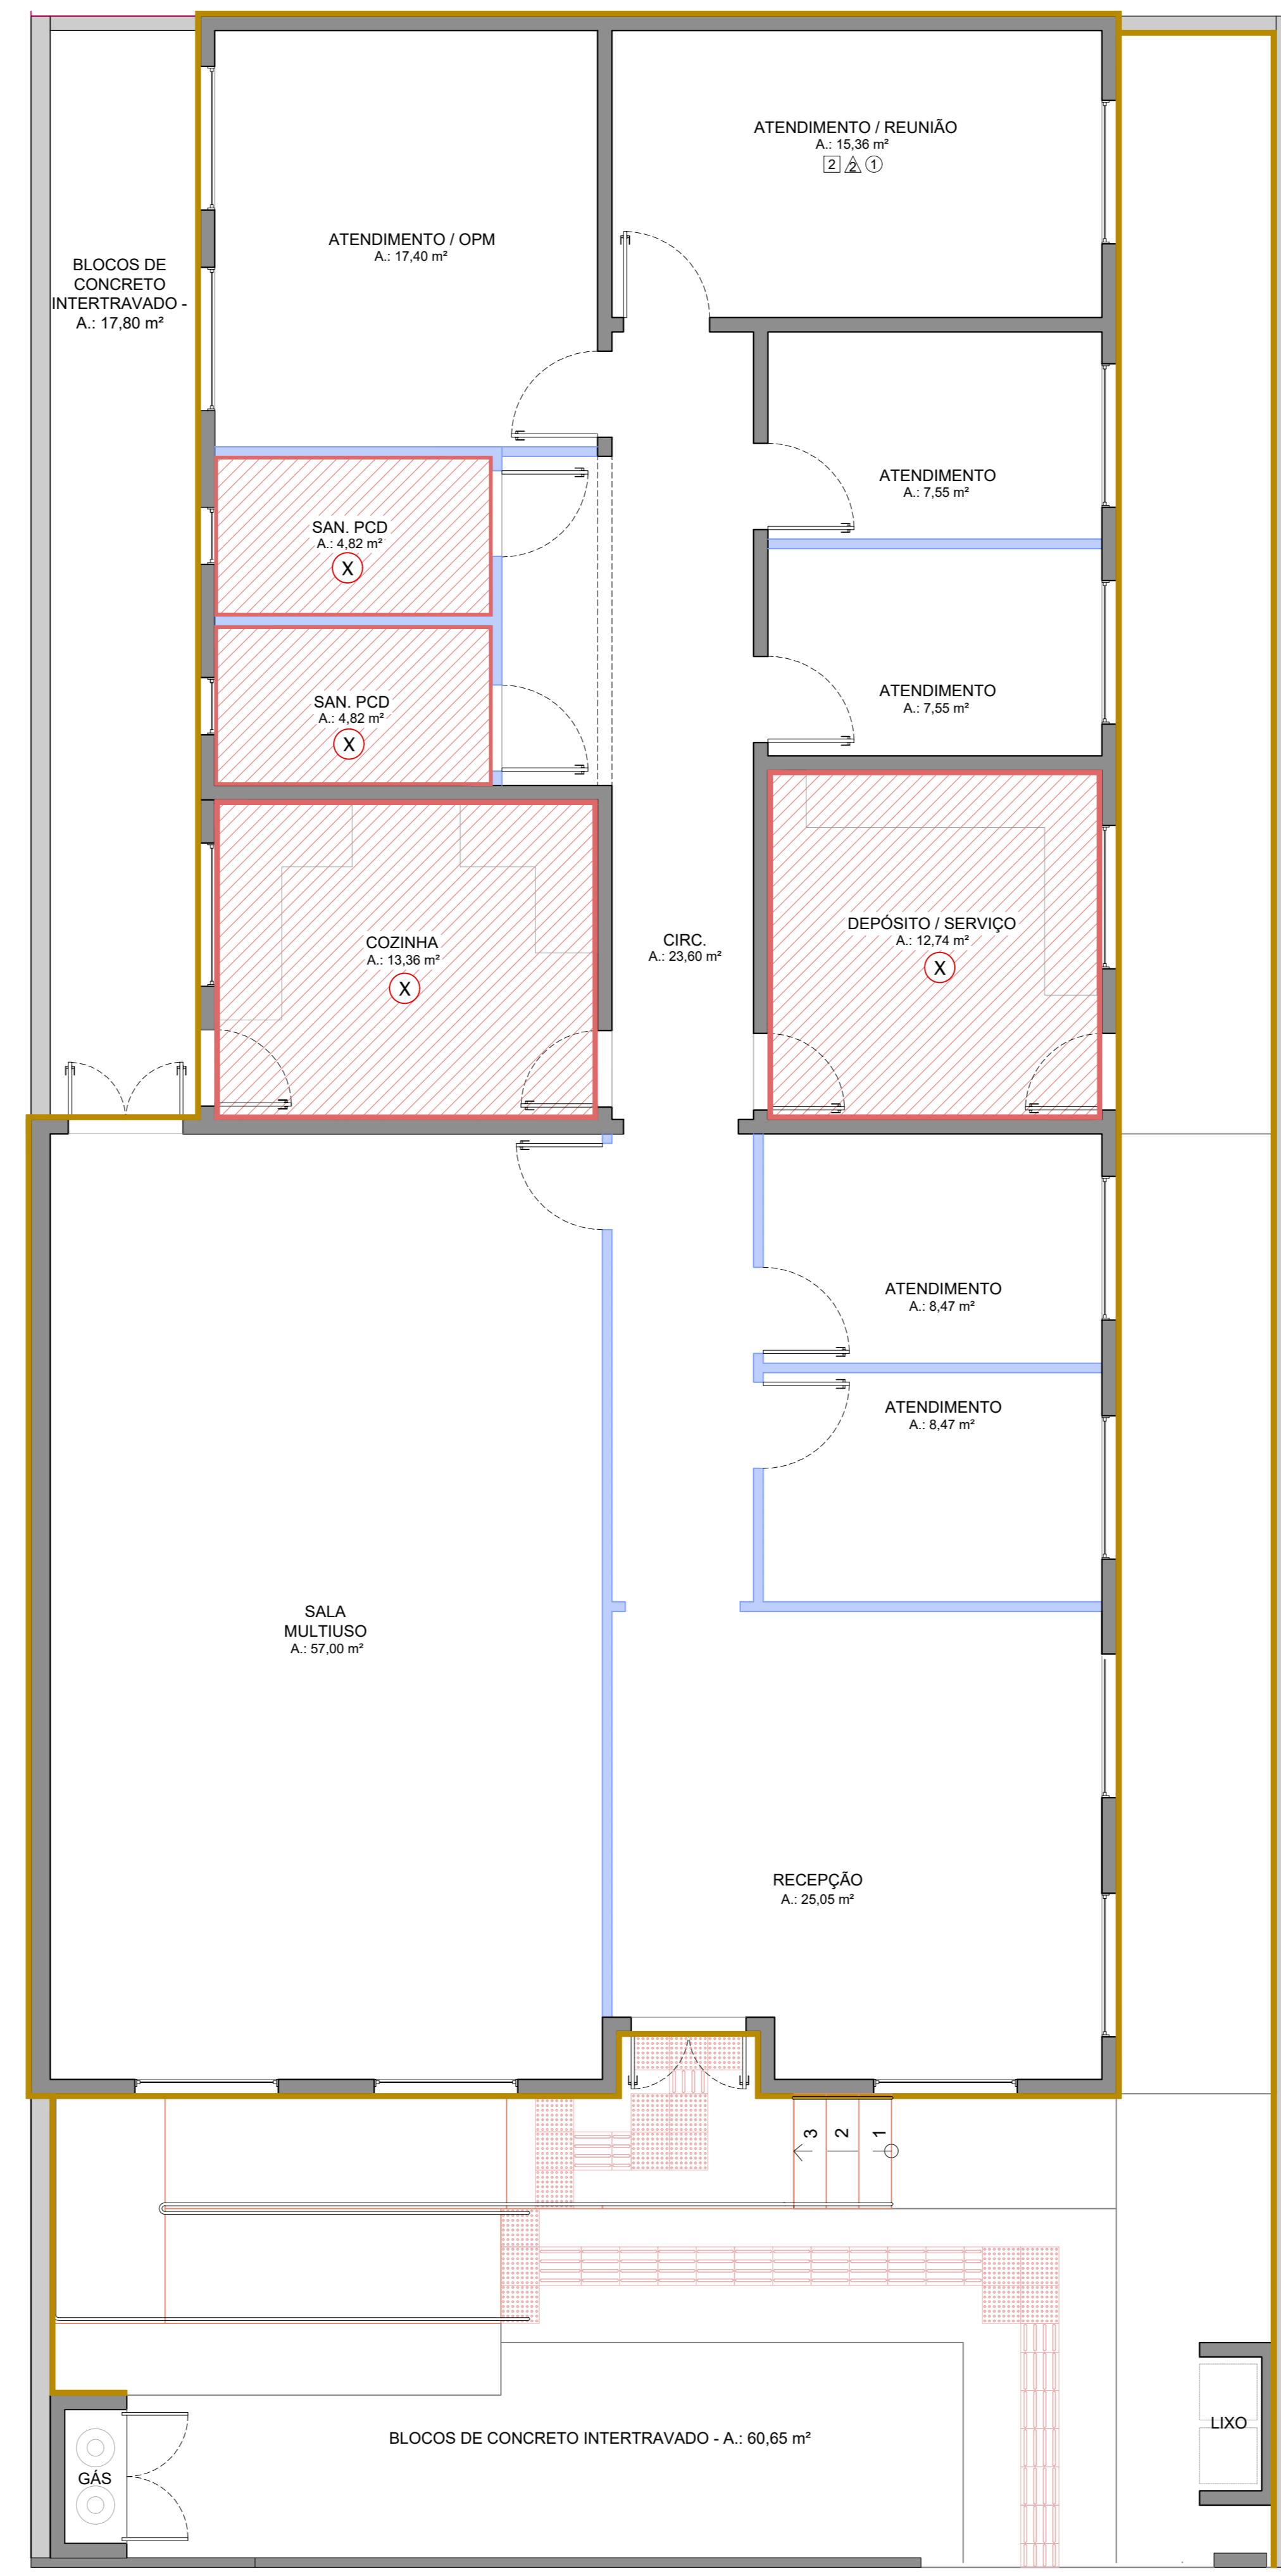 ATENDIMENTO / REUNIÃO
A.: 15,36 m²
2 2 1
ATENDIMENTO / OPM
A.: 17,40 m²
BLOCOS DE
CONCRETO
INTERTRAVADO -
A.: 17,80 m²
ATENDIMENTO
A.: 7,55 m²
SAN. PCD
A.: 4,82 m²
X
ATENDIMENTO
A.: 7,55 m²
SAN. PCD
A.: 4,82 m²
X
COZINHA
A.: 13,36 m²
X
CIRC.
A.: 23,60 m²
DEPÓSITO / SERVIÇO
A.: 12,74 m²
X
ATENDIMENTO
A.: 8,47 m²
ATENDIMENTO
A.: 8,47 m²
SALA
MULTIUSO
A.: 57,00 m²
RECEPÇÃO
A.: 25,05 m²
3 2 1
BLOCOS DE CONCRETO INTERTRAVADO - A.: 60,65 m²
LIXO
GÁS